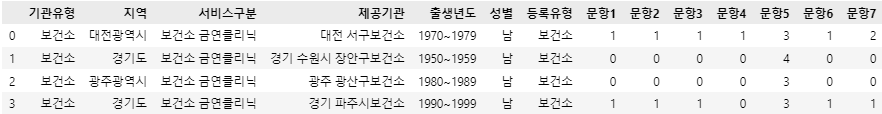 기관유형 지역 서비스구분 제공기관 출생년도 성별 등록유형 문항1 문항2 문항3 문항4 문항5 문항6 문항7
0 보건소 대전광역시 보건소 금연클리닉 대전 서구보건소 1970~1979 남 보건소 1 1 1 1 3 1 2
1 보건소 경기도 보건소 금연클리닉 경기 수원시 장안구보건소 1950~1959 남 보건소 0 0 0 0 4 0 0
2 보건소 광주광역시 보건소 금연클리닉 광주 광산구보건소 1980~1989 남 보건소 0 0 0 0 3 0 0
3 보건소 경기도 보건소 금연클리닉 경기 파주시보건소 1990~1999 남 보건소 1 1 1 0 3 1 1